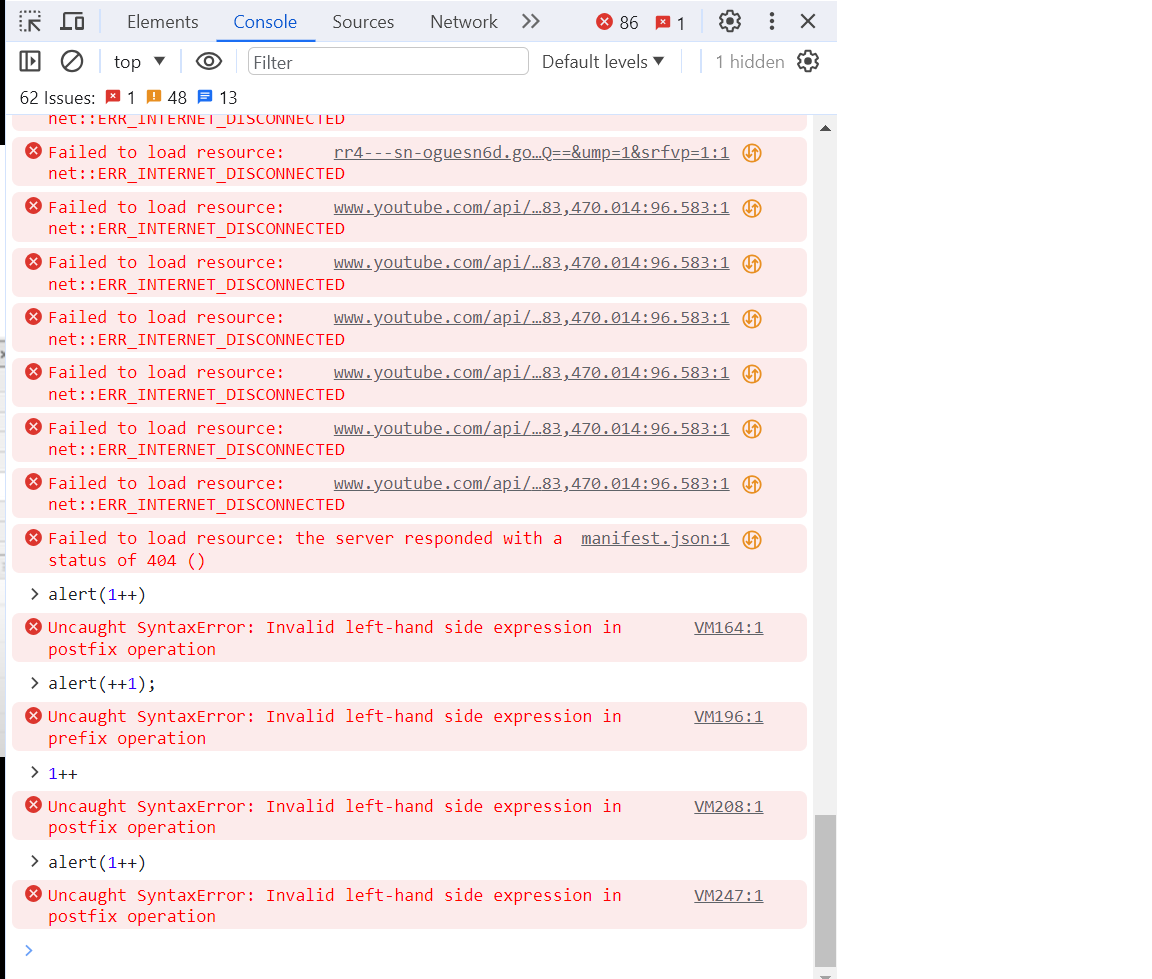 Elements Console Sources Network 86 1
top Filter Default levels 1 hidden
62 Issues: 1 48 13
net::ERR_INTERNET_DISCONNECTED
Failed to load resource: rr4---sn-oguesn6d.go…Q==&ump=1&srfvp=1:1
net::ERR_INTERNET_DISCONNECTED
Failed to load resource: www.youtube.com/api/…83,470.014:96.583:1
net::ERR_INTERNET_DISCONNECTED
Failed to load resource: www.youtube.com/api/…83,470.014:96.583:1
net::ERR_INTERNET_DISCONNECTED
Failed to load resource: www.youtube.com/api/…83,470.014:96.583:1
net::ERR_INTERNET_DISCONNECTED
Failed to load resource: www.youtube.com/api/…83,470.014:96.583:1
net::ERR_INTERNET_DISCONNECTED
Failed to load resource: www.youtube.com/api/…83,470.014:96.583:1
net::ERR_INTERNET_DISCONNECTED
Failed to load resource: www.youtube.com/api/…83,470.014:96.583:1
net::ERR_INTERNET_DISCONNECTED
Failed to load resource: the server responded with a manifest.json:1
status of 404 ()
> alert(1++)
Uncaught SyntaxError: Invalid left-hand side expression in VM164:1
postfix operation
> alert(++1);
Uncaught SyntaxError: Invalid left-hand side expression in VM196:1
prefix operation
> 1++
Uncaught SyntaxError: Invalid left-hand side expression in VM208:1
postfix operation
> alert(1++)
Uncaught SyntaxError: Invalid left-hand side expression in VM247:1
postfix operation
>